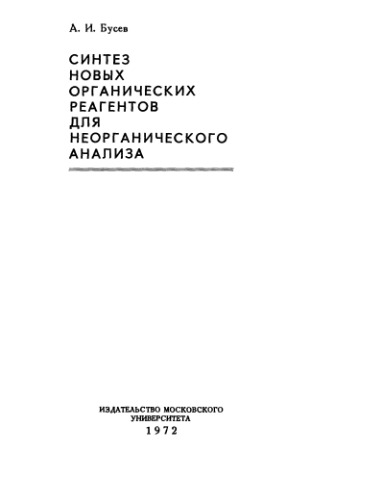 А. И. Бусев
СИНТЕЗ
НОВЫХ
ОРГАНИЧЕСКИХ
РЕАГЕНТОВ
ДЛЯ
НЕОРГАНИЧЕСКОГО
АНАЛИЗА
ИЗДАТЕЛЬСТВО МОСКОВСКОГО
УНИВЕРСИТЕТА
1972